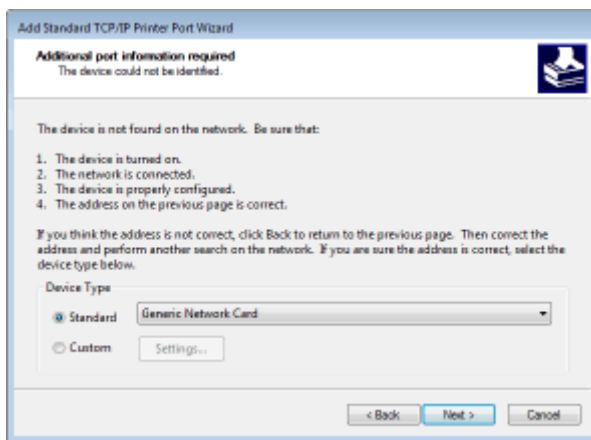 Add Standard TCP/IP Printer Port Wizard
Additional port information required
The device could not be identified.
The device is not found on the network. Be sure that:
1. The device is turned on.
2. The network is connected.
3. The device is properly configured.
4. The address on the previous page is correct.
If you think the address is not correct, click Back to return to the previous page. Then correct the
address and perform another search on the network. If you are sure the address is correct, select the
device type below.
Device Type
Standard Generic Network Card
Custom Settings...
< Back Next > Cancel